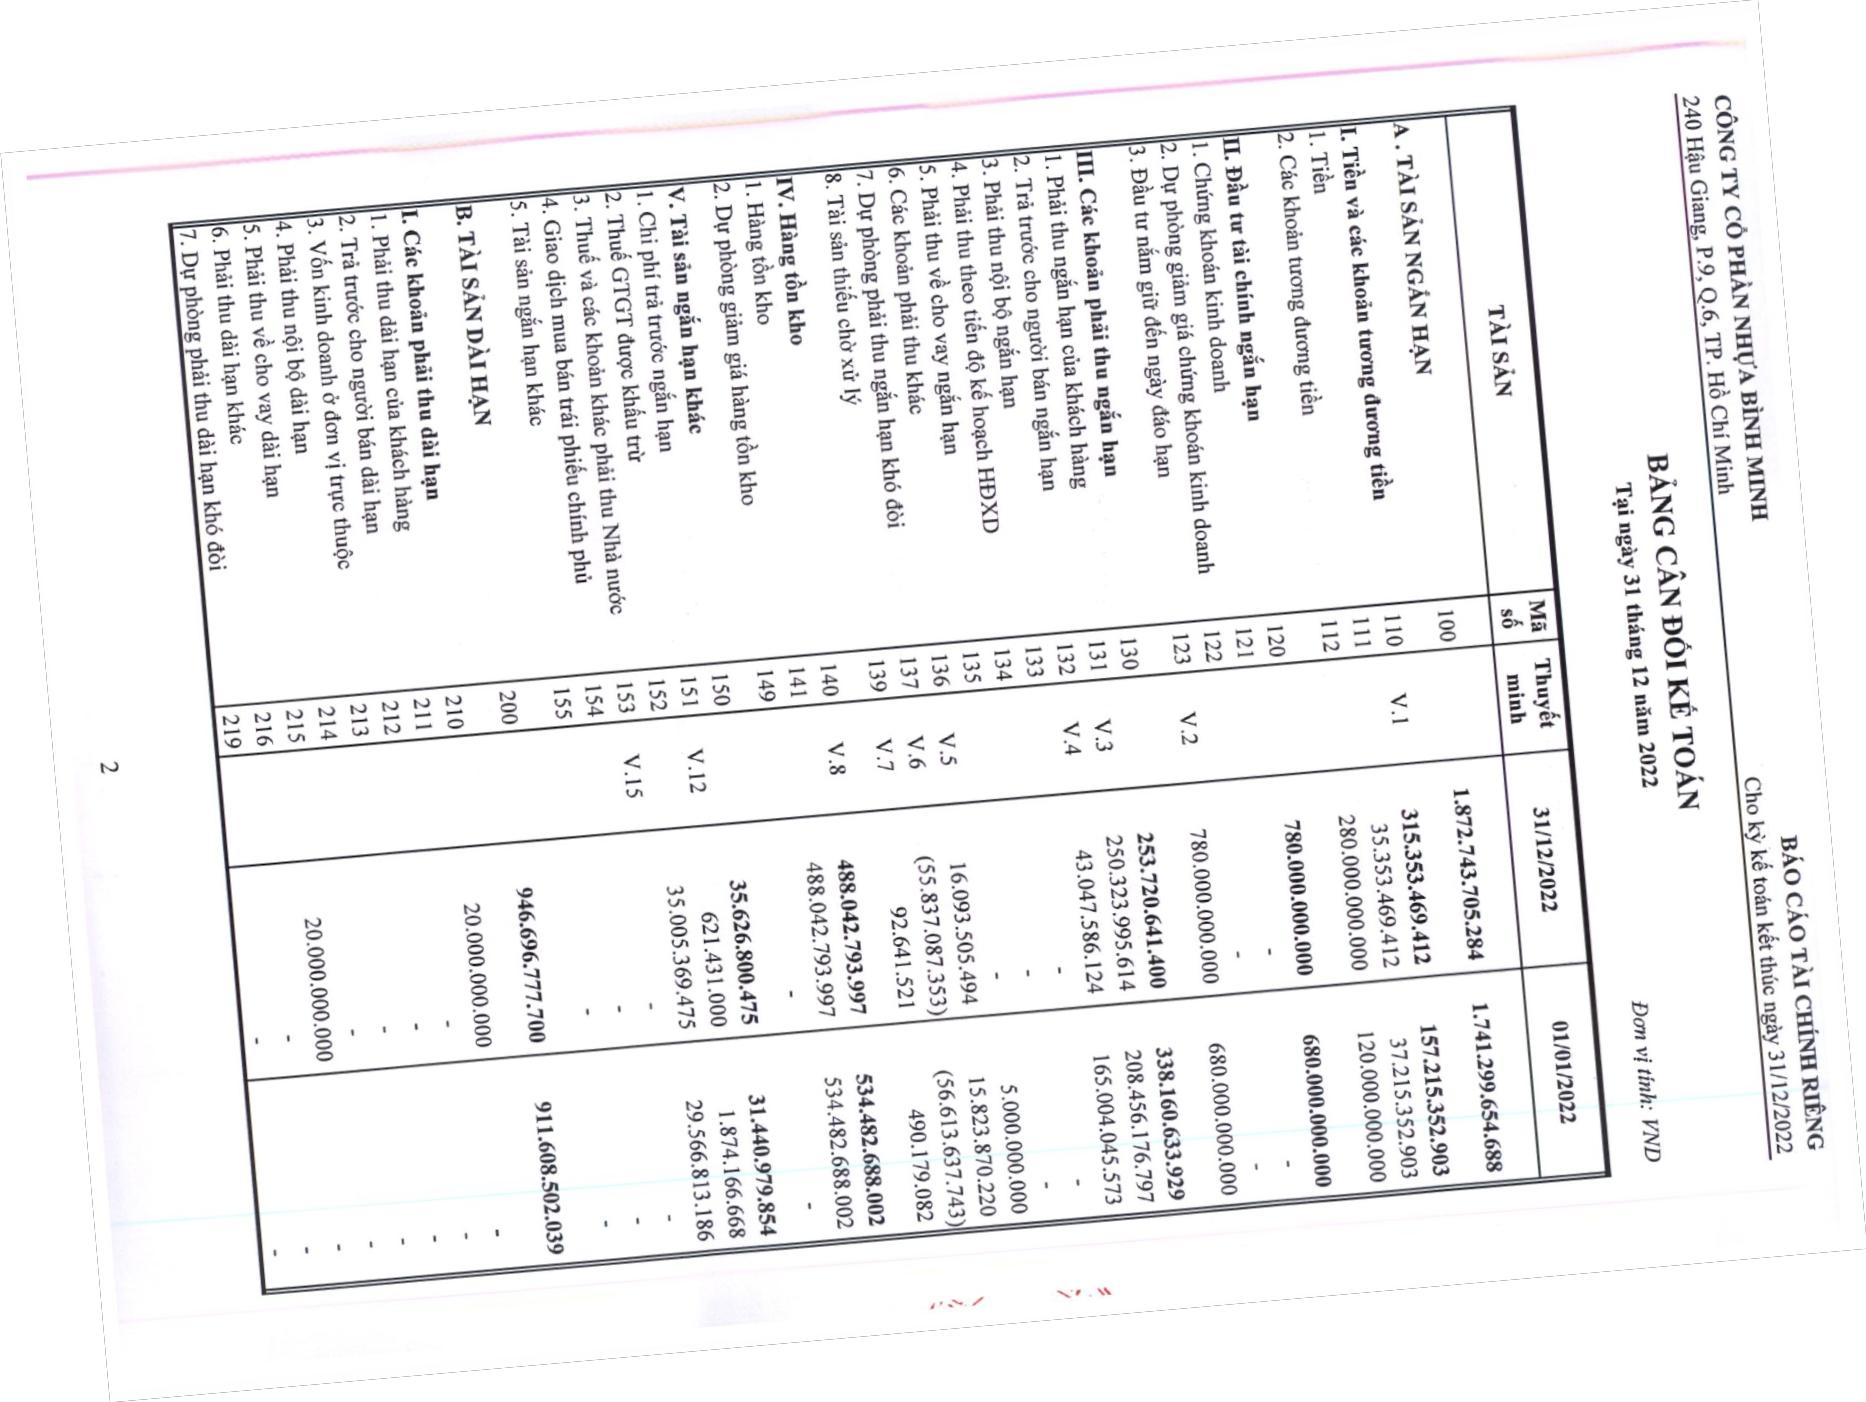 CÔNG TY CỔ PHẦN NHỰA BÌNH MINH
240 Hậu Giang, P.9, Q.6, TP. Hồ Chí Minh
BÁO CÁO TÀI CHÍNH RIÊNG
Cho kỳ kế toán kết thúc ngày 31/12/2022
BẢNG CÂN ĐỐI KẾ TOÁN
Tại ngày 31 tháng 12 năm 2022
Đơn vị tính: VND
TÀI SẢN Mã số Thuyết minh 31/12/2022 01/01/2022
A . TÀI SẢN NGẮN HẠN 100 1.872.743.705.284 1.741.299.654.688
I. Tiền và các khoản tương đương tiền 110 V.1 315.353.469.412 157.215.352.903
1. Tiền 111 35.353.469.412 37.215.352.903
2. Các khoản tương đương tiền 112 280.000.000.000 120.000.000.000
II. Đầu tư tài chính ngắn hạn 120 780.000.000.000 680.000.000.000
1. Chứng khoán kinh doanh 121 - -
2. Dự phòng giảm giá chứng khoán kinh doanh 122 - -
3. Đầu tư nắm giữ đến ngày đáo hạn 123 V.2 780.000.000.000 680.000.000.000
III. Các khoản phải thu ngắn hạn 130 253.720.641.400 338.160.633.929
1. Phải thu ngắn hạn của khách hàng 131 V.3 250.323.995.614 208.456.176.797
2. Trả trước cho người bán ngắn hạn 132 V.4 43.047.586.124 165.004.045.573
3. Phải thu nội bộ ngắn hạn 133 - -
4. Phải thu theo tiến độ kế hoạch HĐXD 134 - -
5. Phải thu về cho vay ngắn hạn 135 - 5.000.000.000
6. Các khoản phải thu khác 136 V.5 16.093.505.494 15.823.870.220
7. Dự phòng phải thu ngắn hạn khó đòi 137 V.6 (55.837.087.353) (56.613.637.743)
8. Tài sản thiếu chờ xử lý 139 V.7 92.641.521 490.179.082
IV. Hàng tồn kho 140 V.8 488.042.793.997 534.482.688.002
1. Hàng tồn kho 141 488.042.793.997 534.482.688.002
2. Dự phòng giảm giá hàng tồn kho 149 - -
V. Tài sản ngắn hạn khác 150 35.626.800.475 31.440.979.854
1. Chi phí trả trước ngắn hạn 151 V.12 621.431.000 1.874.166.668
2. Thuế GTGT được khấu trừ 152 35.005.369.475 29.566.813.186
3. Thuế và các khoản khác phải thu Nhà nước 153 V.15 - -
4. Giao dịch mua bán trái phiếu chính phủ 154 - -
5. Tài sản ngắn hạn khác 155 - -
B. TÀI SẢN DÀI HẠN 200 946.696.777.700 911.608.502.039
I. Các khoản phải thu dài hạn 210 20.000.000.000 -
1. Phải thu dài hạn của khách hàng 211 - -
2. Trả trước cho người bán dài hạn 212 - -
3. Vốn kinh doanh ở đơn vị trực thuộc 213 - -
4. Phải thu nội bộ dài hạn 214 - -
5. Phải thu về cho vay dài hạn 215 20.000.000.000 -
6. Phải thu dài hạn khác 216 - -
7. Dự phòng phải thu dài hạn khó đòi 219 - -
2